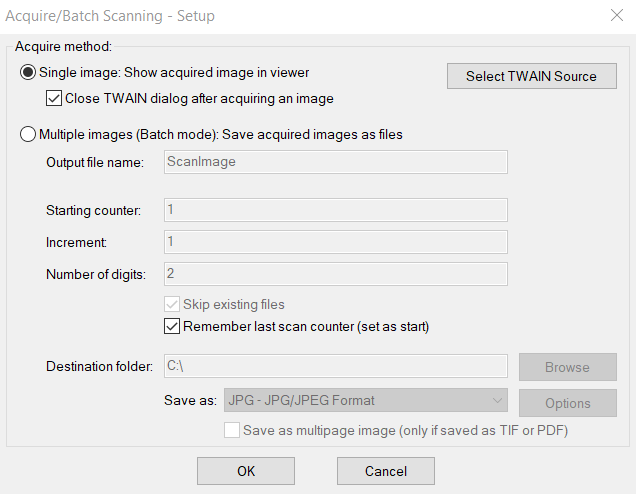 Acquire/Batch Scanning - Setup
Acquire method:
Single image: Show acquired image in viewer
Select TWAIN Source
Close TWAIN dialog after acquiring an image
Multiple images (Batch mode): Save acquired images as files
Output file name: ScanImage
Starting counter: 1
Increment: 1
Number of digits: 2
Skip existing files
Remember last scan counter (set as start)
Destination folder: C:\ Browse
Save as: JPG - JPG/JPEG Format Options
Save as multipage image (only if saved as TIF or PDF)
OK Cancel